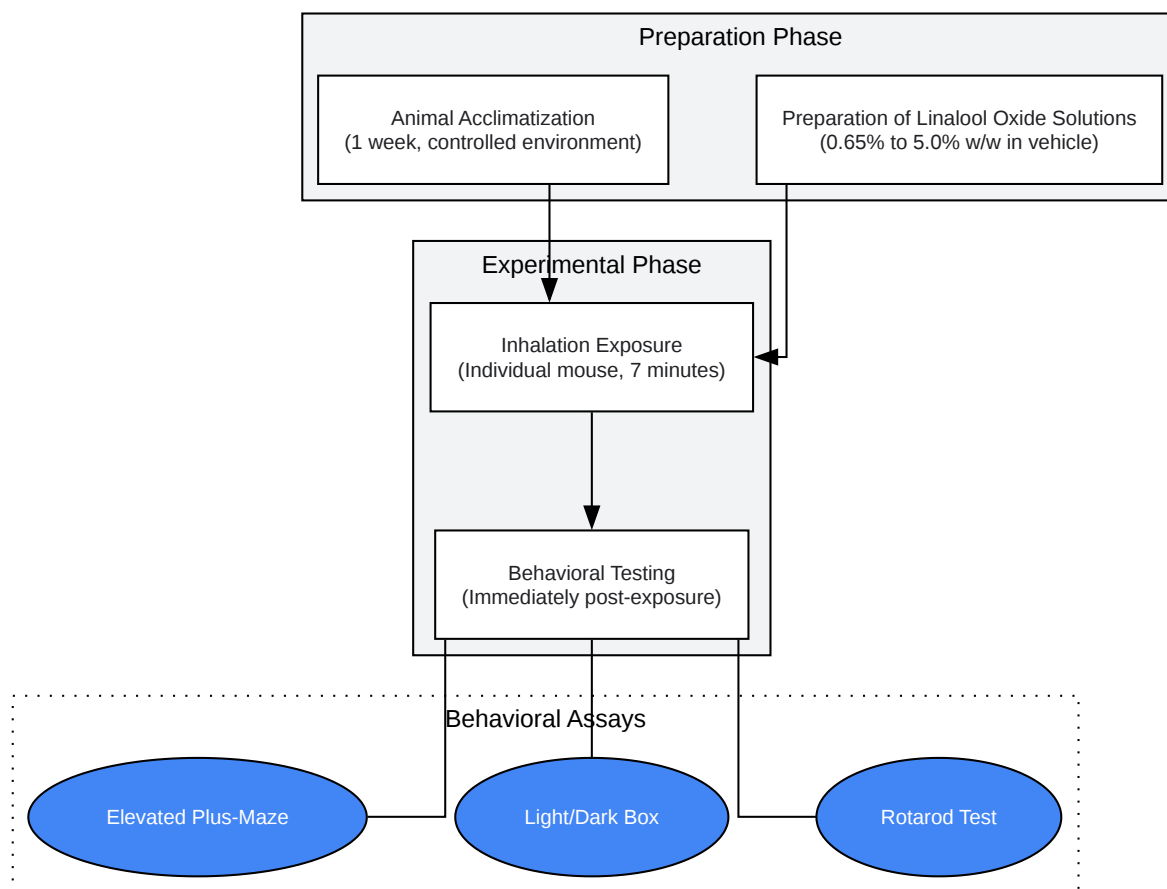 Preparation Phase
Animal Acclimatization
(1 week, controlled environment)
Preparation of Linalool Oxide Solutions
(0.65% to 5.0% w/w in vehicle)
Experimental Phase
Inhalation Exposure
(Individual mouse, 7 minutes)
Behavioral Testing
(Immediately post-exposure)
Behavioral Assays
Elevated Plus-Maze
Light/Dark Box
Rotarod Test